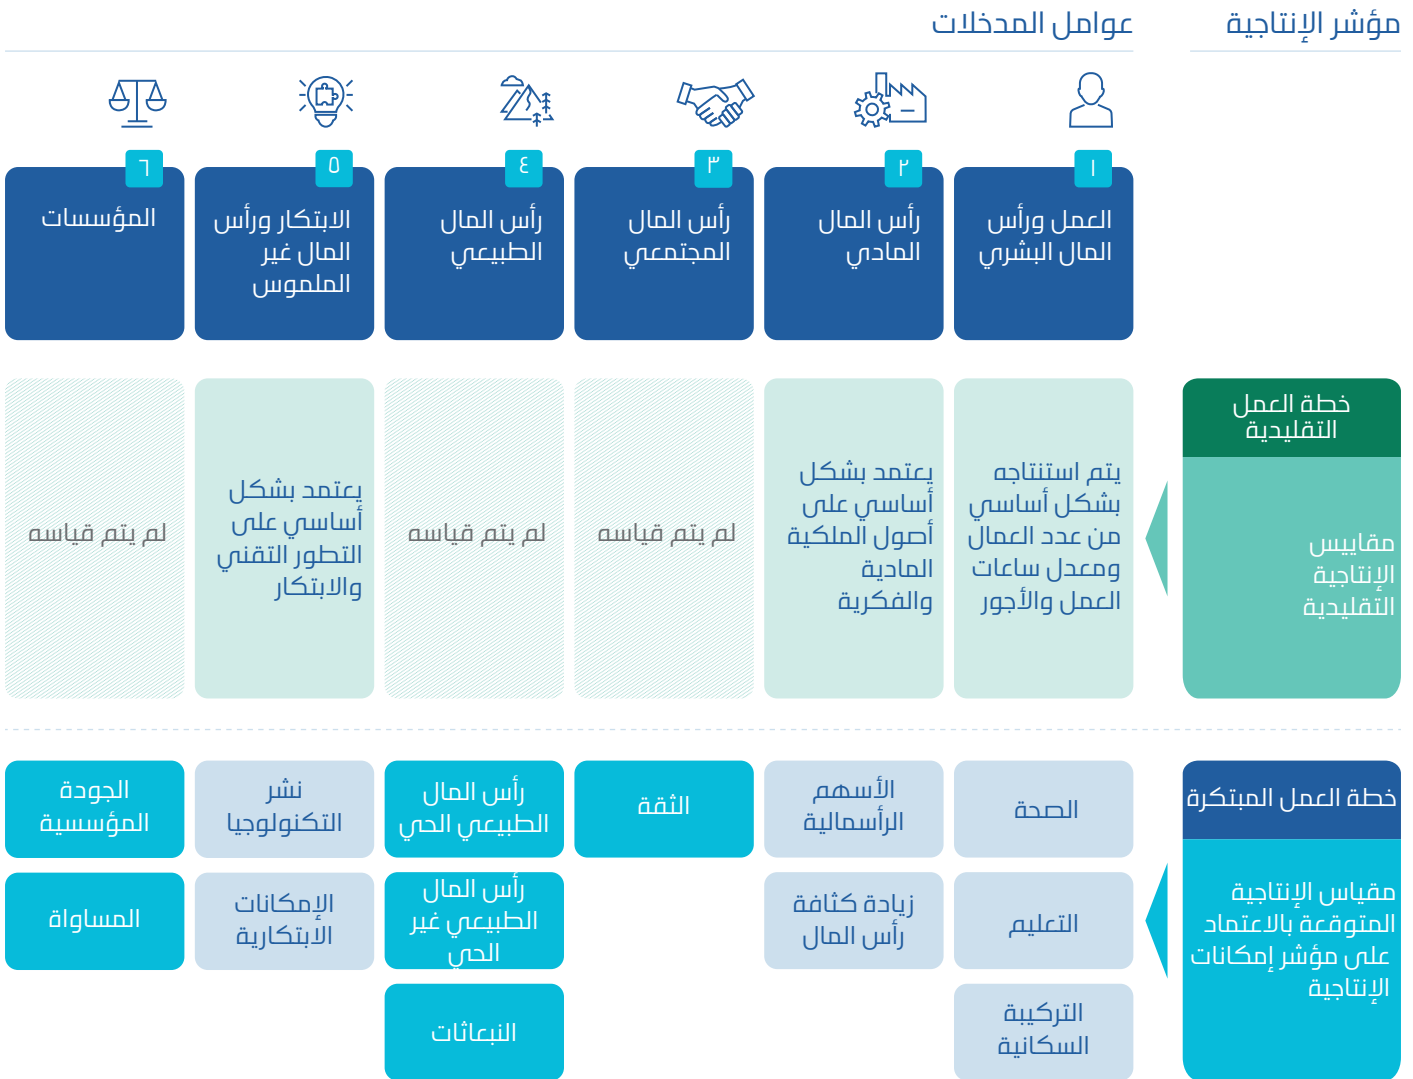 مؤشر الإنتاجية
عوامل المدخلات
١
العمل ورأس
المال البشري
٢
رأس المال
المادي
٣
رأس المال
المجتمعي
٤
رأس المال
الطبيعي
٥
الابتكار ورأس
المال غير
الملموس
٦
المؤسسات
خطة العمل
التقليدية
مقاييس
الإنتاجية
التقليدية
يتم استنتاجه
بشكل أساسي
من عدد العمال
ومعدل ساعات
العمل والأجور
يعتمد بشكل
أساسي على
أصول الملكية
المادية
والفكرية
لم يتم قياسه
لم يتم قياسه
يعتمد بشكل
أساسي على
التطور التقني
والابتكار
لم يتم قياسه
خطة العمل المبتكرة
مقياس الإنتاجية
المتوقعة بالاعتماد
على مؤشر إمكانات
الإنتاجية
الصحة
التعليم
التركيبة
السكانية
الأسهم
الرأسمالية
زيادة كثافة
رأس المال
الثقة
رأس المال
الطبيعي الحي
رأس المال
الطبيعي غير
الحي
النبعاثات
نشر
التكنولوجيا
الإمكانات
الابتكارية
الجودة
المؤسسية
المساواة